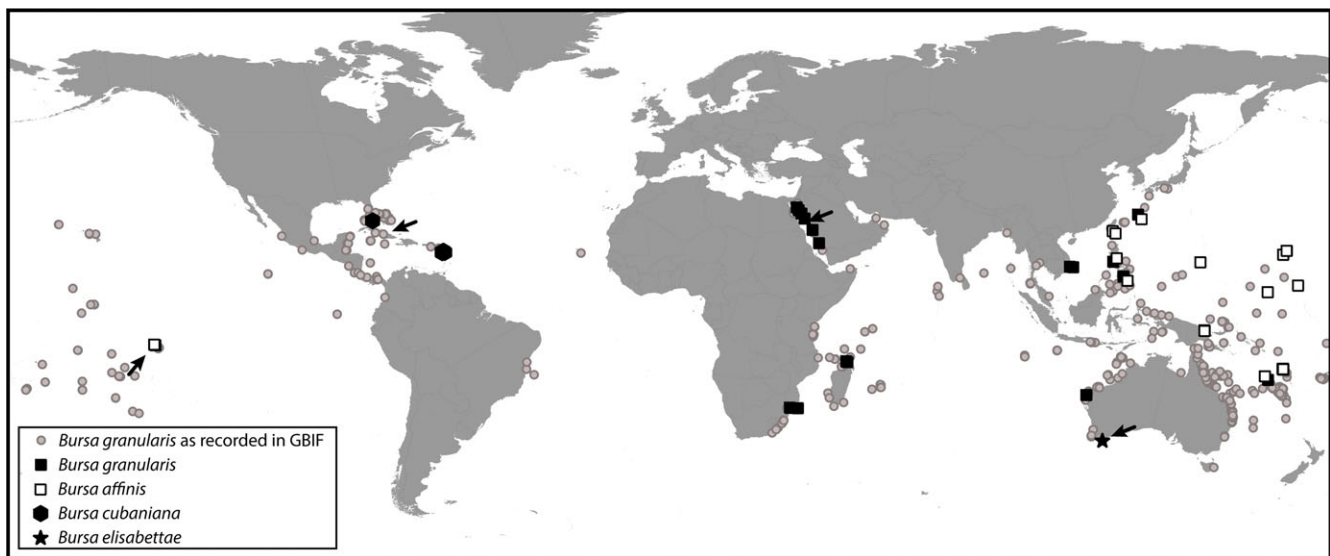 Bursa granularis as recorded in GBIF
Bursa granularis
Bursa affinis
Bursa cubaniana
Bursa elisabettae